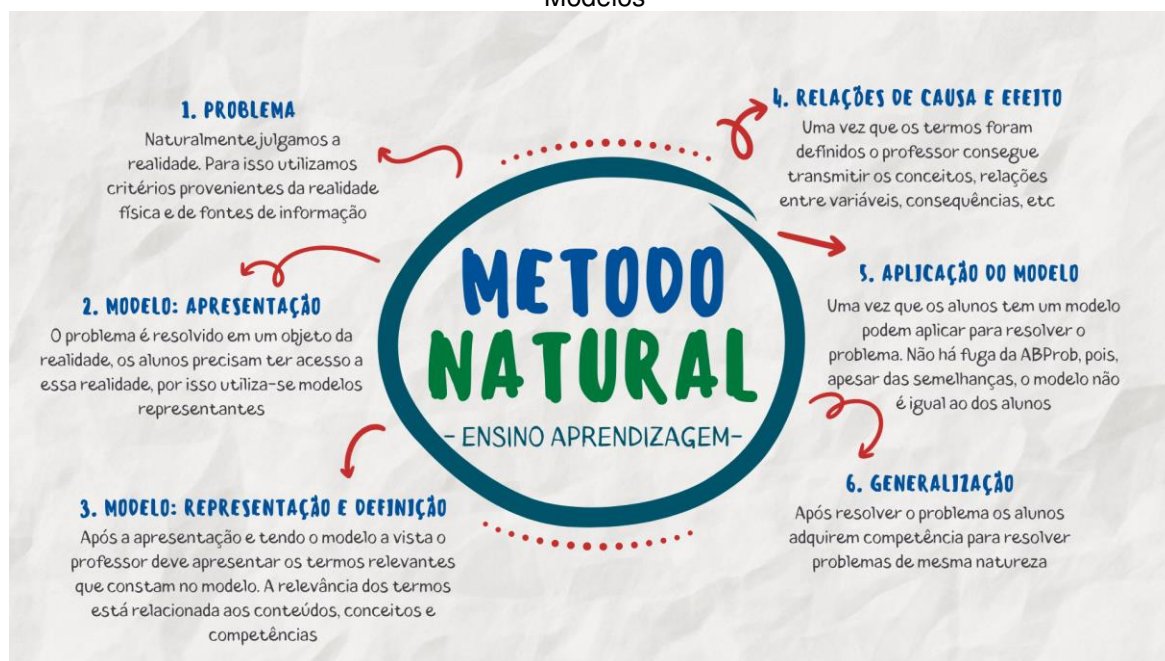 Modelos
1. PROBLEMA
Naturalmente julgamos a
realidade. Para isso utilizamos
critérios provenientes da realidade
física e de fontes de informação
2. MODELO: APRESENTAÇÃO
O problema é resolvido em um objeto da
realidade, os alunos precisam ter acesso a
essa realidade, por isso utiliza-se modelos
representantes
3. MODELO: REPRESENTAÇÃO E DEFINIÇÃO
Após a apresentação e tendo o modelo a vista o
professor deve apresentar os termos relevantes
que constam no modelo. A relevância dos termos
está relacionada aos conteúdos, conceitos e
competências
METODO
NATURAL
- ENSINO APRENDIZAGEM-
4. RELAÇÕES DE CAUSA E EFEITO
Uma vez que os termos foram
definidos o professor consegue
transmitir os conceitos, relações
entre variáveis, consequências, etc
5. APLICAÇÃO DO MODELO
Uma vez que os alunos tem um modelo
podem aplicar para resolver o
problema. Não há fuga da ABProb, pois,
apesar das semelhanças, o modelo não
é igual ao dos alunos
6. GENERALIZAÇÃO
Após resolver o problema os alunos
adquirem competência para resolver
problemas de mesma natureza